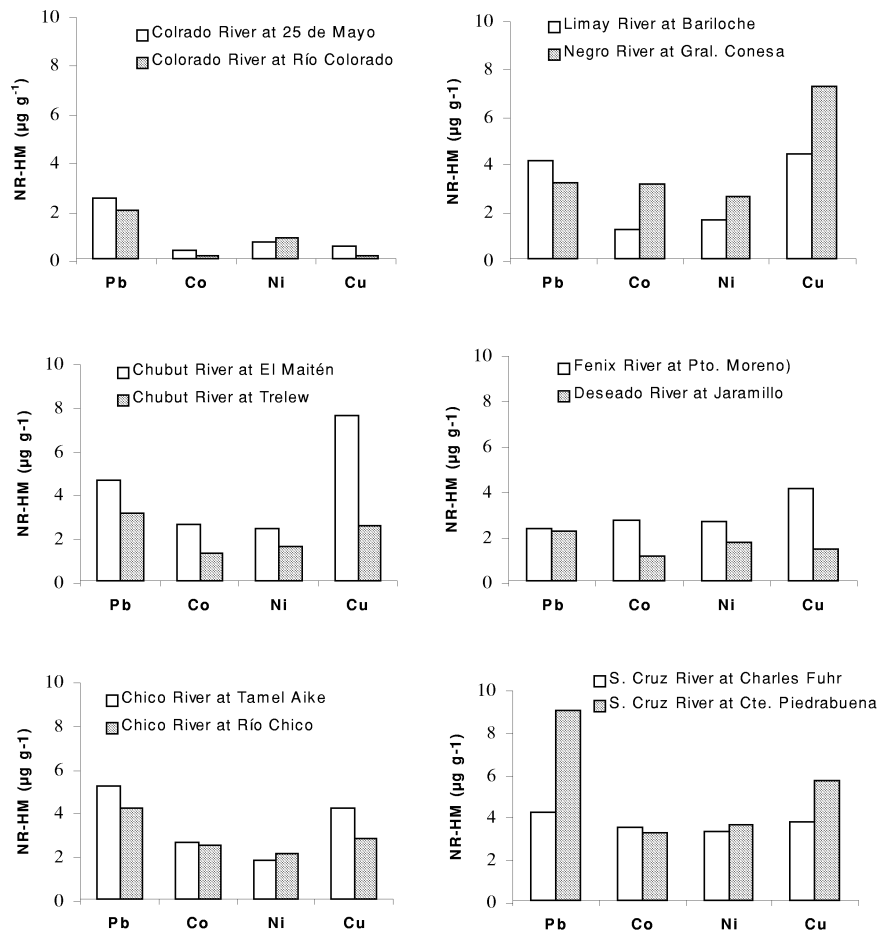 Colrado River at 25 de Mayo
Colorado River at Río Colorado
NR-HM (µg g-1)
10
8
6
4
2
0
Pb Co Ni Cu
Limay River at Bariloche
Negro River at Gral. Conesa
NR-HM (µg g-1)
10
8
6
4
2
0
Pb Co Ni Cu
Chubut River at El Maitén
Chubut River at Trelew
NR-HM (µg g-1)
10
8
6
4
2
0
Pb Co Ni Cu
Fenix River at Pto. Moreno)
Deseado River at Jaramillo
NR-HM (µg g-1)
10
8
6
4
2
0
Pb Co Ni Cu
Chico River at Tamel Aike
Chico River at Río Chico
NR-HM (µg g-1)
10
8
6
4
2
0
Pb Co Ni Cu
S. Cruz River at Charles Fuhr
S. Cruz River at Cte. Piedrabuena
NR-HM (µg g-1)
10
8
6
4
2
0
Pb Co Ni Cu